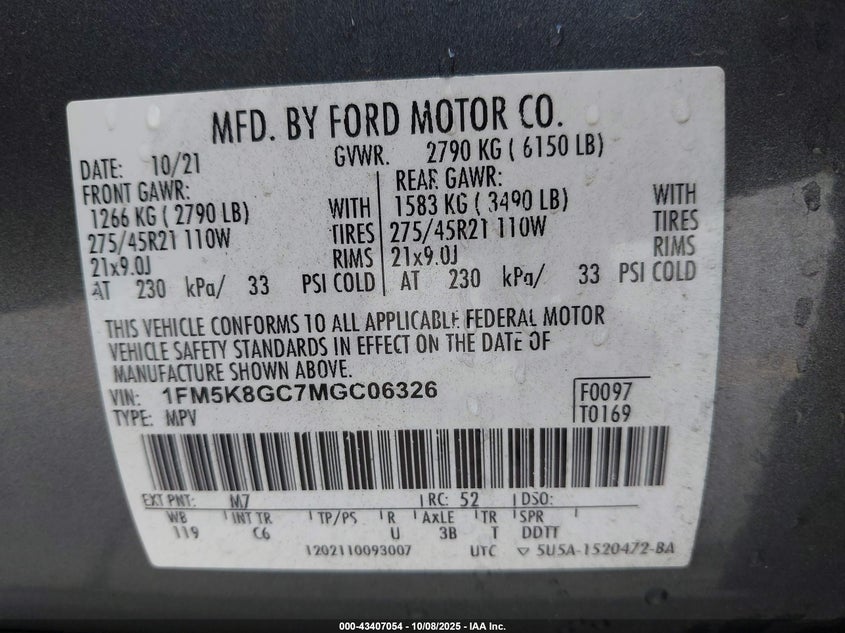 MFD. BY FORD MOTOR CO.
DATE: 10/21 GVWR. 2790 KG ( 6150 LB)
FRONT GAWR: REAR GAWR:
1266 KG ( 2790 LB) WITH 1583 KG ( 3490 LB) WITH
275/45R21 110W TIRES 275/45R21 110W TIRES
21x9.0J RIMS 21x9.0J RIMS
AT 230 kPa/ 33 PSI COLD AT 230 kPa/ 33 PSI COLD
THIS VEHICLE CONFORMS TO ALL APPLICABLE FEDERAL MOTOR
VEHICLE SAFETY STANDARDS IN EFFECT ON THE DATE OF
MANUFACTURE SHOWN ABOVE.
VIN: 1FM5K8GC7MGC06326 F0097
TYPE: MPV T0169
EXT PNT: M7 RC: 52 DSO:
WB INT TR TP/PS R AXLE TR SPR
119 C6 U 3B T DDTT
1202110093007 UTC ▽ 5U5A-1520472-BA
000-43407054 - 10/08/2025 - IAA Inc.